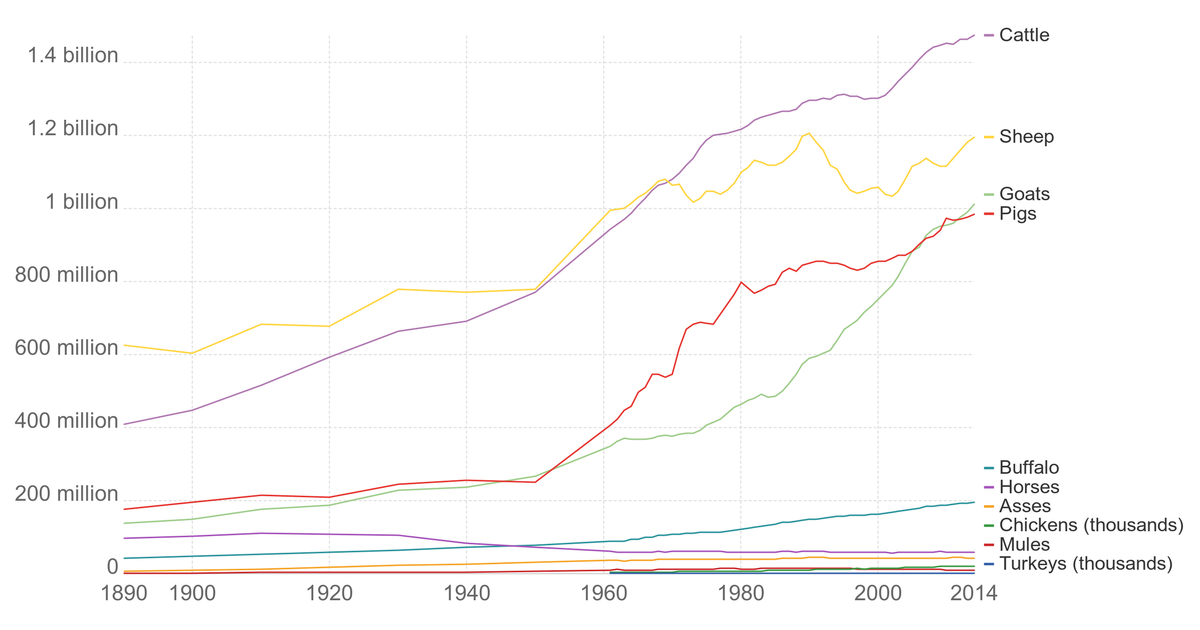 1.4 billion
1.2 billion
1 billion
800 million
600 million
400 million
200 million
0
1890 1900 1920 1940 1960 1980 2000 2014
Cattle
Sheep
Goats
Pigs
Buffalo
Horses
Asses
Chickens (thousands)
Mules
Turkeys (thousands)